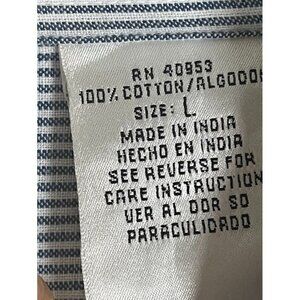 RN 40953
100% COTTON/ALGODON
SIZE: L
MADE IN INDIA
HECHO EN INDIA
SEE REVERSE FOR
CARE INSTRUCTION
VER AL DOR SO
PARACULIDADO